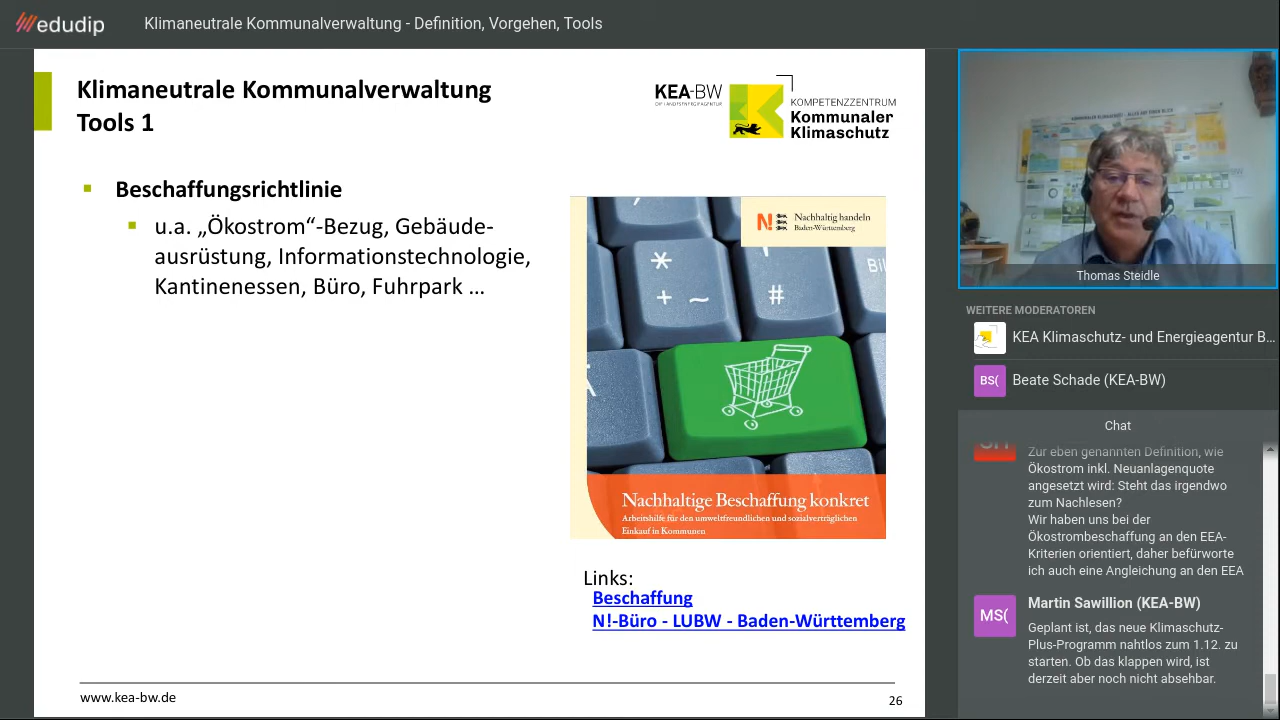 edudip
Klimaneutrale Kommunalverwaltung - Definition, Vorgehen, Tools
Klimaneutrale Kommunalverwaltung
Tools 1
KEA-BW
DIE LANDESENERGIEAGENTUR
KOMPETENZZENTRUM
Kommunaler
Klimaschutz
Beschaffungsrichtlinie
u.a. „Ökostrom“-Bezug, Gebäude-
ausrüstung, Informationstechnologie,
Kantinenessen, Büro, Fuhrpark …
N!
Nachhaltig handeln
Baden-Württemberg
*
+ ~
'
#
Bil
Nachhaltige Beschaffung konkret
Arbeitshilfe für den umweltfreundlichen und sozialverträglichen
Einkauf in Kommunen
Links:
Beschaffung
N!-Büro - LUBW - Baden-Württemberg
www.kea-bw.de
26
Thomas Steidle
WEITERE MODERATOREN
KEA Klimaschutz- und Energieagentur B...
BS(
Beate Schade (KEA-BW)
Chat
Zur eben genannten Definition, wie
Ökostrom inkl. Neuanlagenquote
angesetzt wird: Steht das irgendwo
zum Nachlesen?
Wir haben uns bei der
Ökostrombeschaffung an den EEA-
Kriterien orientiert, daher befürworte
ich auch eine Angleichung an den EEA
MS(
Martin Sawillion (KEA-BW)
Geplant ist, das neue Klimaschutz-
Plus-Programm nahtlos zum 1.12. zu
starten. Ob das klappen wird, ist
derzeit aber noch nicht absehbar.